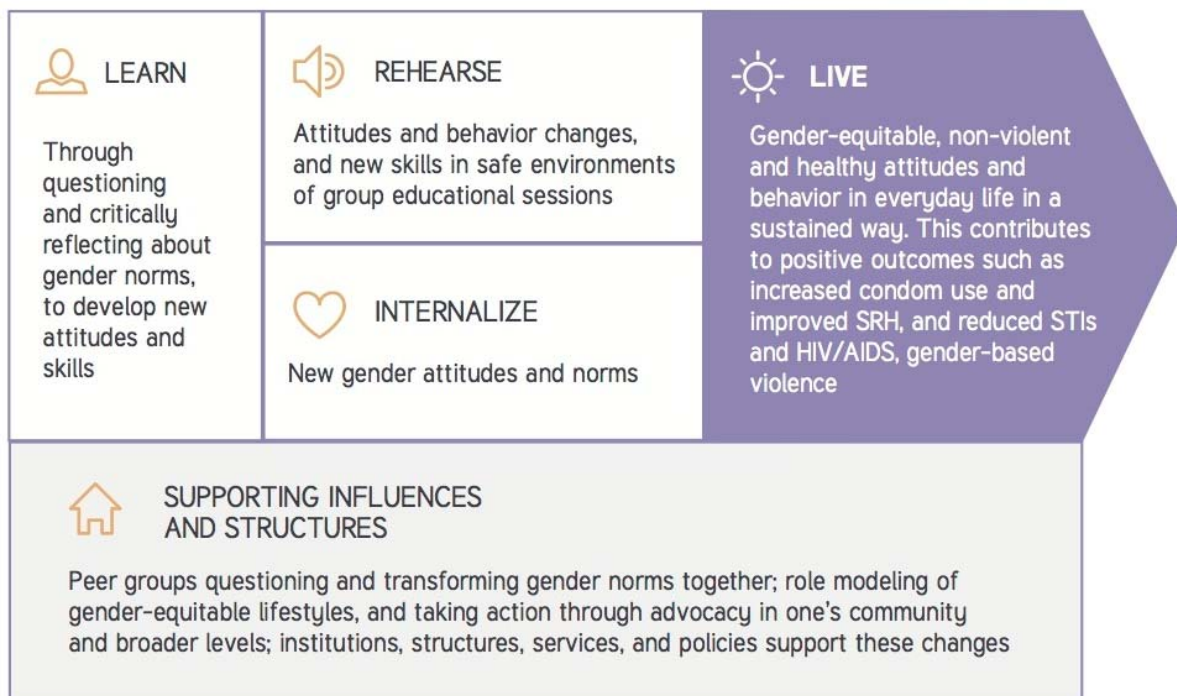 LEARN
Through
questioning
and critically
reflecting about
gender norms,
to develop new
attitudes and
skills
REHEARSE
Attitudes and behavior changes,
and new skills in safe environments
of group educational sessions
INTERNALIZE
New gender attitudes and norms
LIVE
Gender-equitable, non-violent
and healthy attitudes and
behavior in everyday life in a
sustained way. This contributes
to positive outcomes such as
increased condom use and
improved SRH, and reduced STIs
and HIV/AIDS, gender-based
violence
SUPPORTING INFLUENCES
AND STRUCTURES
Peer groups questioning and transforming gender norms together; role modeling of
gender-equitable lifestyles, and taking action through advocacy in one's community
and broader levels; institutions, structures, services, and policies support these changes